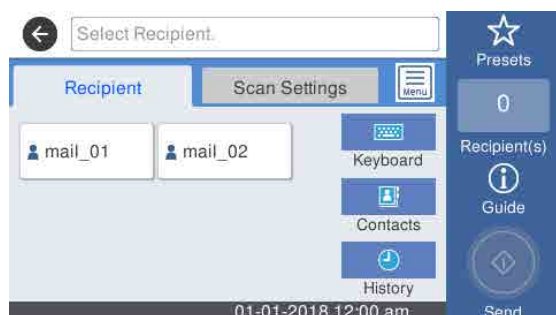 Select Recipient.
Presets
Recipient
Scan Settings
Menu
0
Recipient(s)
mail_01
mail_02
Keyboard
Guide
Contacts
History
01-01-2018 12:00 am
Send